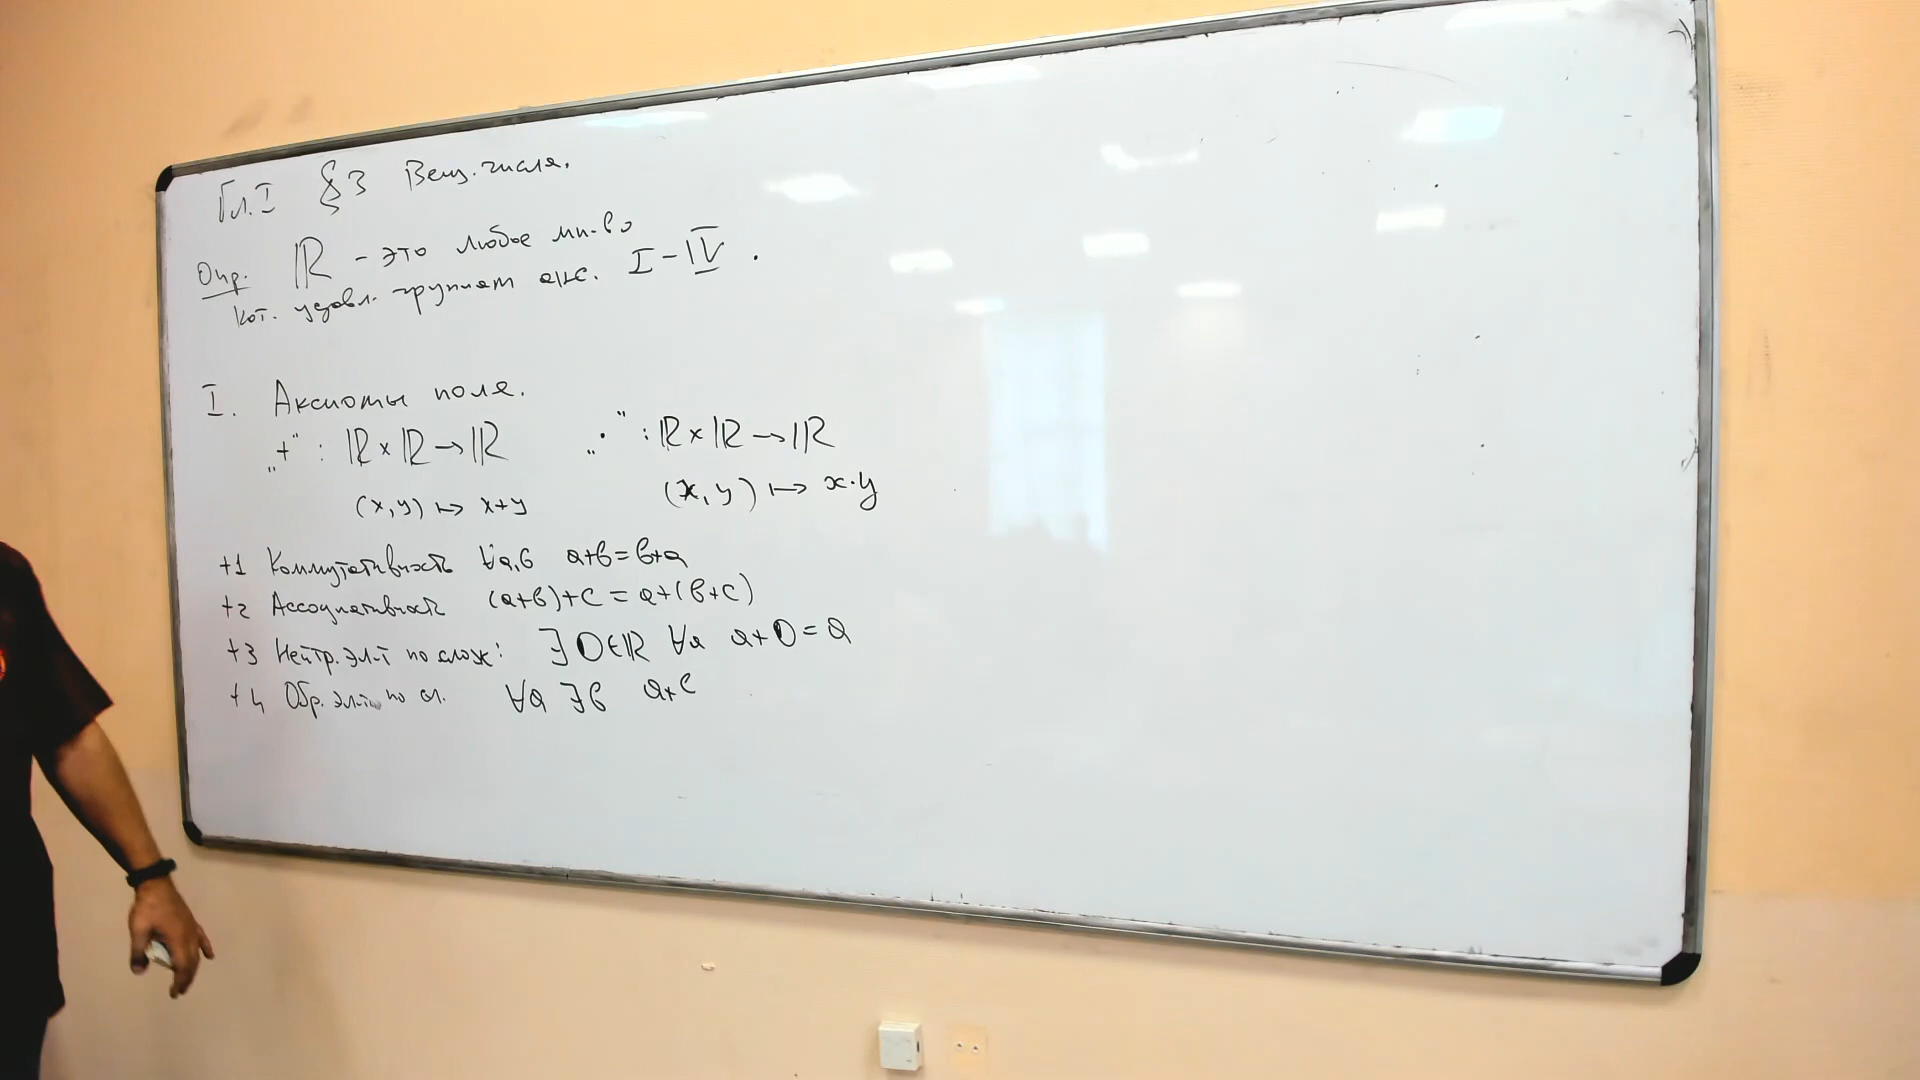 Гл. I § 3 Вещ. числа.
Опр. ℝ - это любое мн-во
кот. удовл. группам акс. I - IV.
I. Аксиомы поля.
„+" : ℝ × ℝ → ℝ „·" : ℝ × ℝ → ℝ
(x, y) ↦ x+y (x, y) ↦ x·y
+1 Коммутативность ∀a,b a+b=b+a
+2 Ассоциативность (a+b)+c = a+(b+c)
+3 Нейтр. эл-т по слож: ∃ 0∈ℝ ∀a a+0=a
+4 Обр. эл-т по сл. ∀a ∃b a+